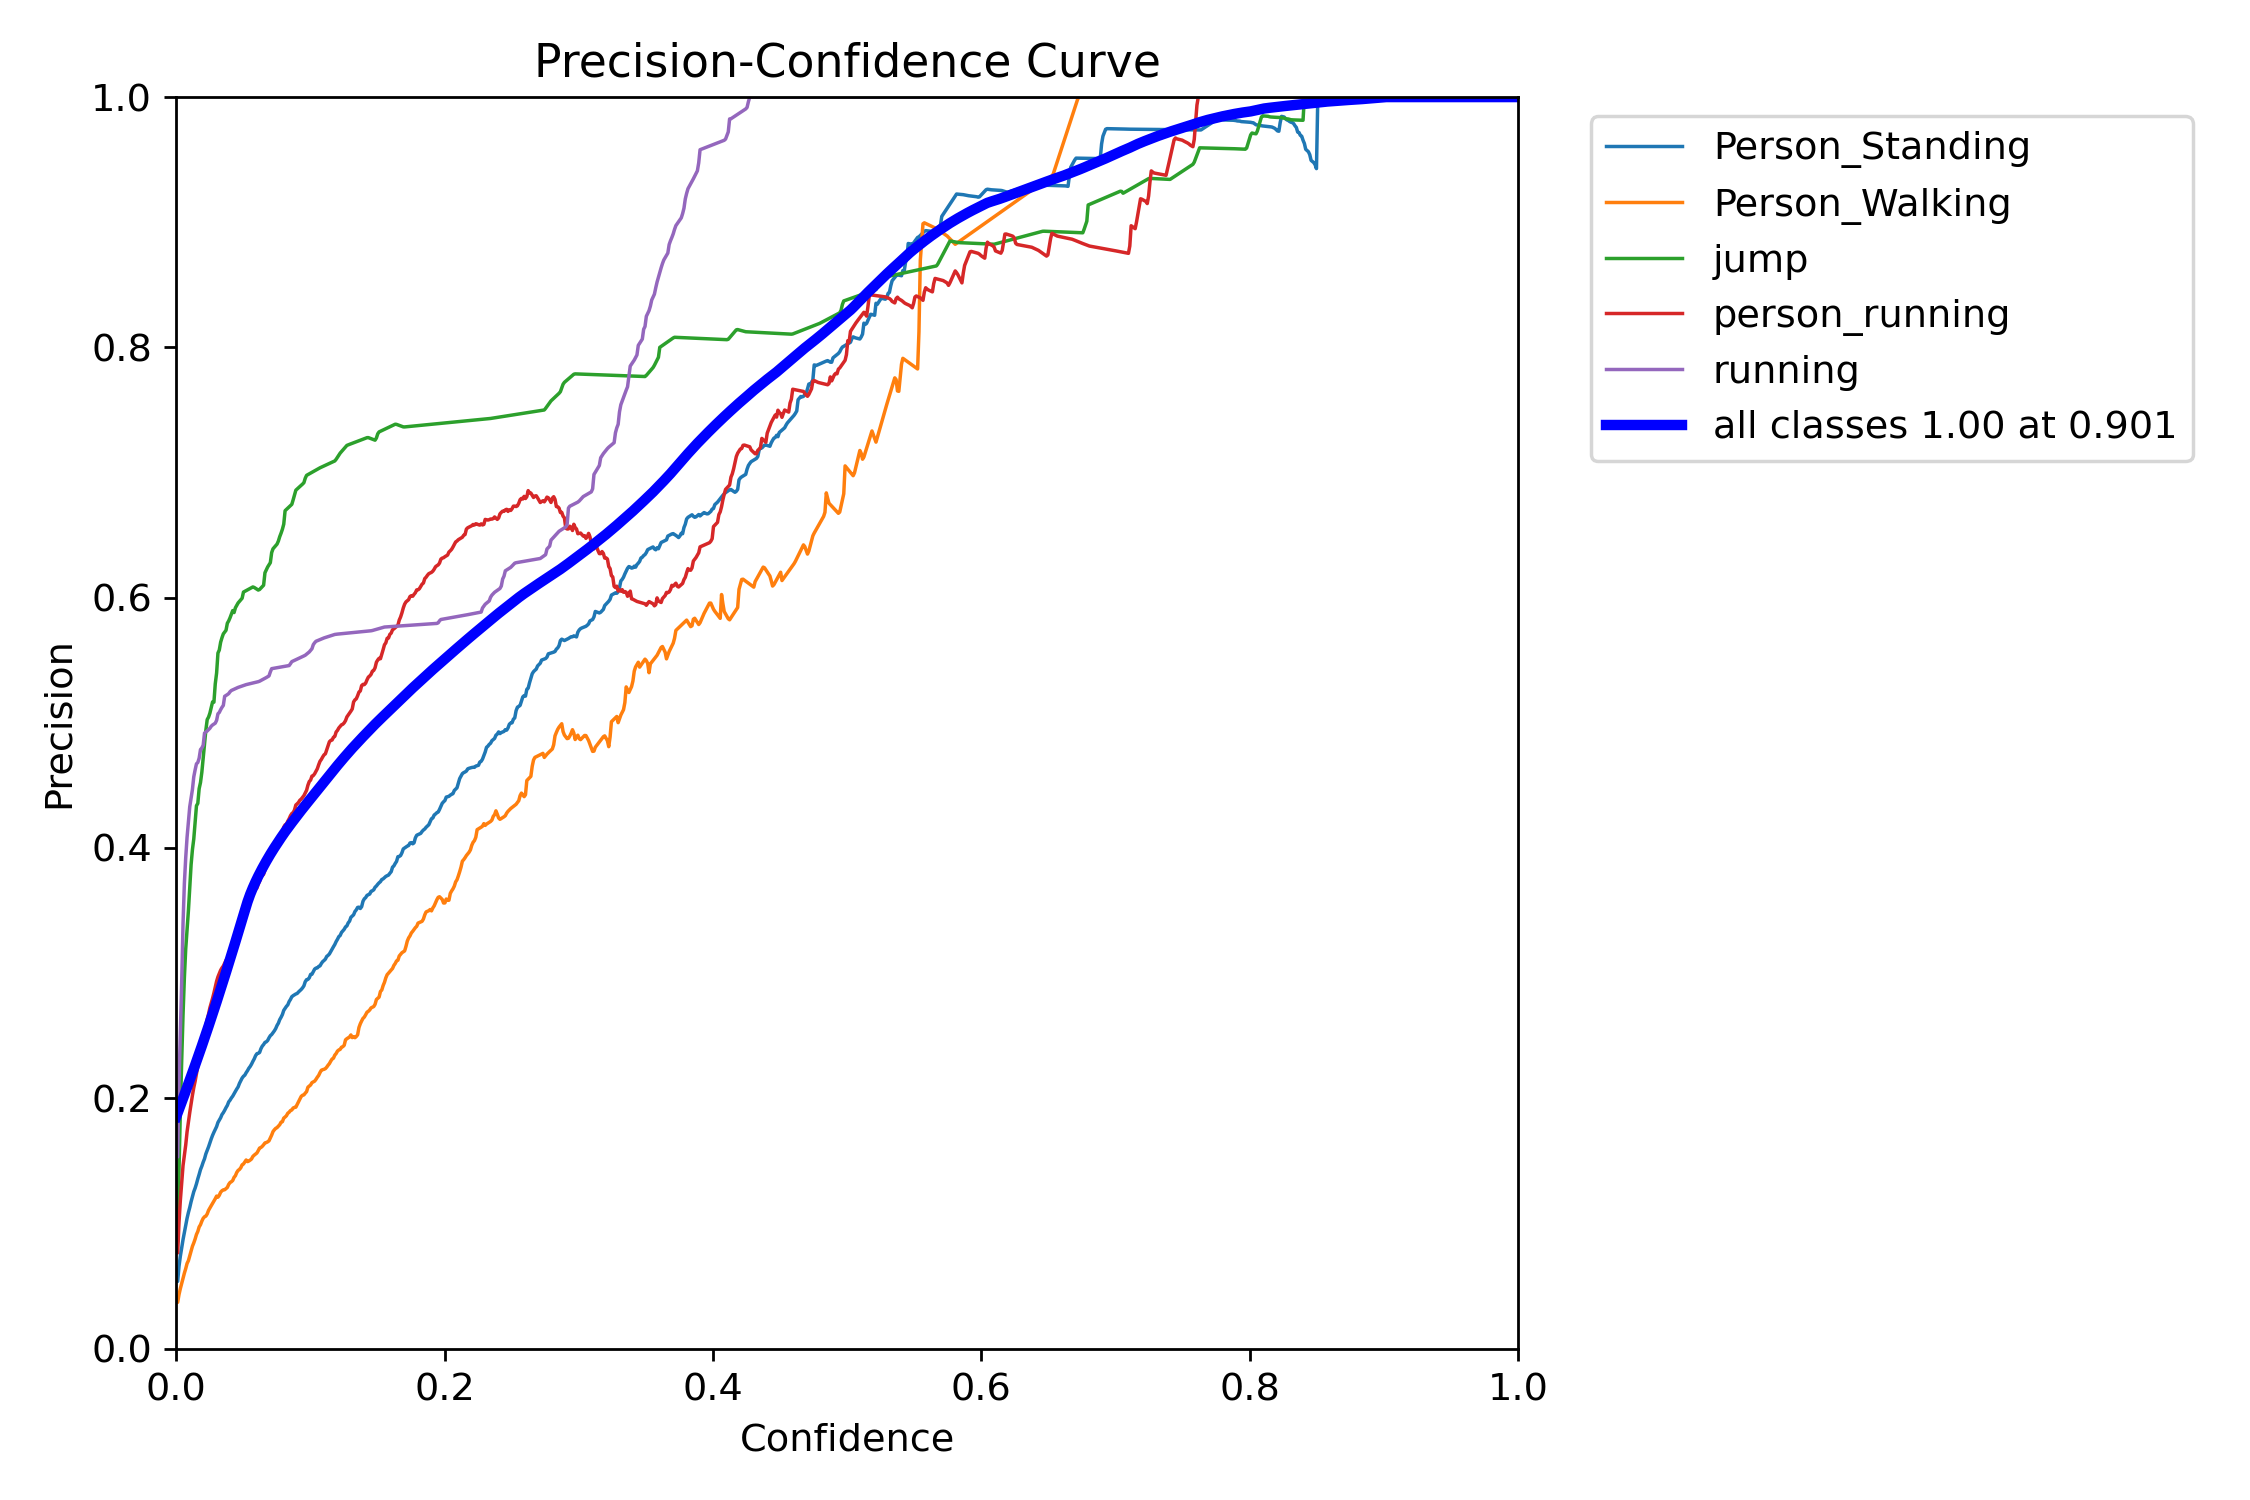 Precision-Confidence Curve
1.0
0.8
0.6
0.4
0.2
0.0
Precision
0.0 0.2 0.4 0.6 0.8 1.0
Confidence
Person_Standing
Person_Walking
jump
person_running
running
all classes 1.00 at 0.901